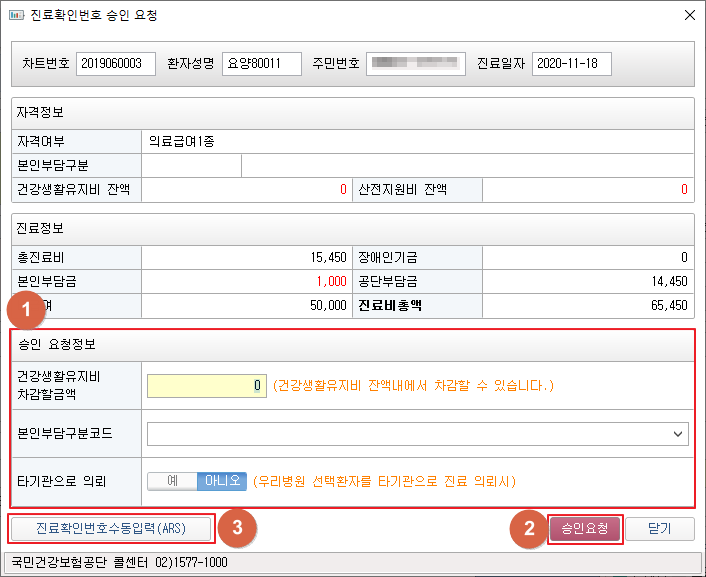 진료확인번호 승인 요청
차트번호 2019060003 환자성명 요양80011 주민번호 진료일자 2020-11-18
자격정보
자격여부 의료급여1종
본인부담구분
건강생활유지비 잔액 0 산전지원비 잔액 0
진료정보
총진료비 15,450 장애인기금 0
본인부담금 1,000 공단부담금 14,450
1
여 50,000 진료비총액 65,450
승인 요청정보
건강생활유지비
차감할금액 0 (건강생활유지비 잔액내에서 차감할 수 있습니다.)
본인부담구분코드
타기관으로 의뢰 예 아니오 (우리병원 선택환자를 타기관으로 진료 의뢰시)
진료확인번호수동입력(ARS) 3 2 승인요청 닫기
국민건강보험공단 콜센터 02)1577-1000